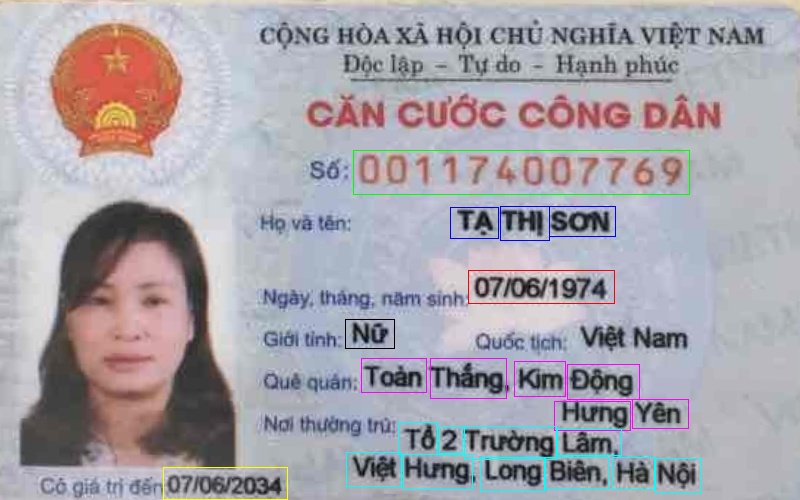 CỘNG HÒA XÃ HỘI CHỦ NGHĨA VIỆT NAM
Độc lập - Tự do - Hạnh phúc
CĂN CƯỚC CÔNG DÂN
Số: 001174007769
Họ và tên: TẠ THỊ SƠN
Ngày, tháng, năm sinh: 07/06/1974
Giới tính: Nữ Quốc tịch: Việt Nam
Quê quán: Toàn Thắng, Kim Động
Hưng Yên
Nơi thường trú: Tổ 2 Trường Lâm,
Việt Hưng, Long Biên, Hà Nội
Có giá trị đến 07/06/2034